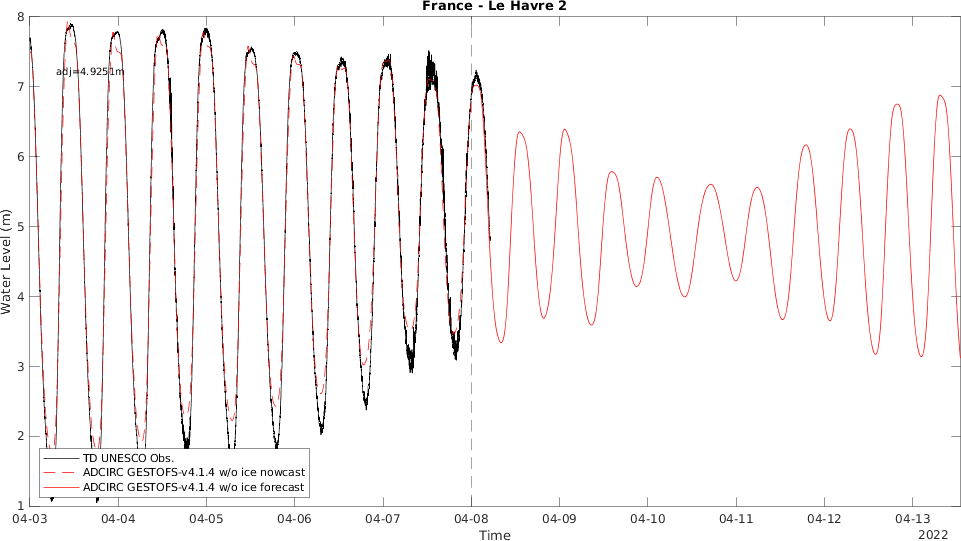 France - Le Havre 2
8
adj=4.9251m
7
6
5
4
3
2
1
Water Level (m)
TD UNESCO Obs.
ADCIRC GESTOFS-v4.1.4 w/o ice nowcast
ADCIRC GESTOFS-v4.1.4 w/o ice forecast
04-03 04-04 04-05 04-06 04-07 04-08 04-09 04-10 04-11 04-12 04-13
Time
2022